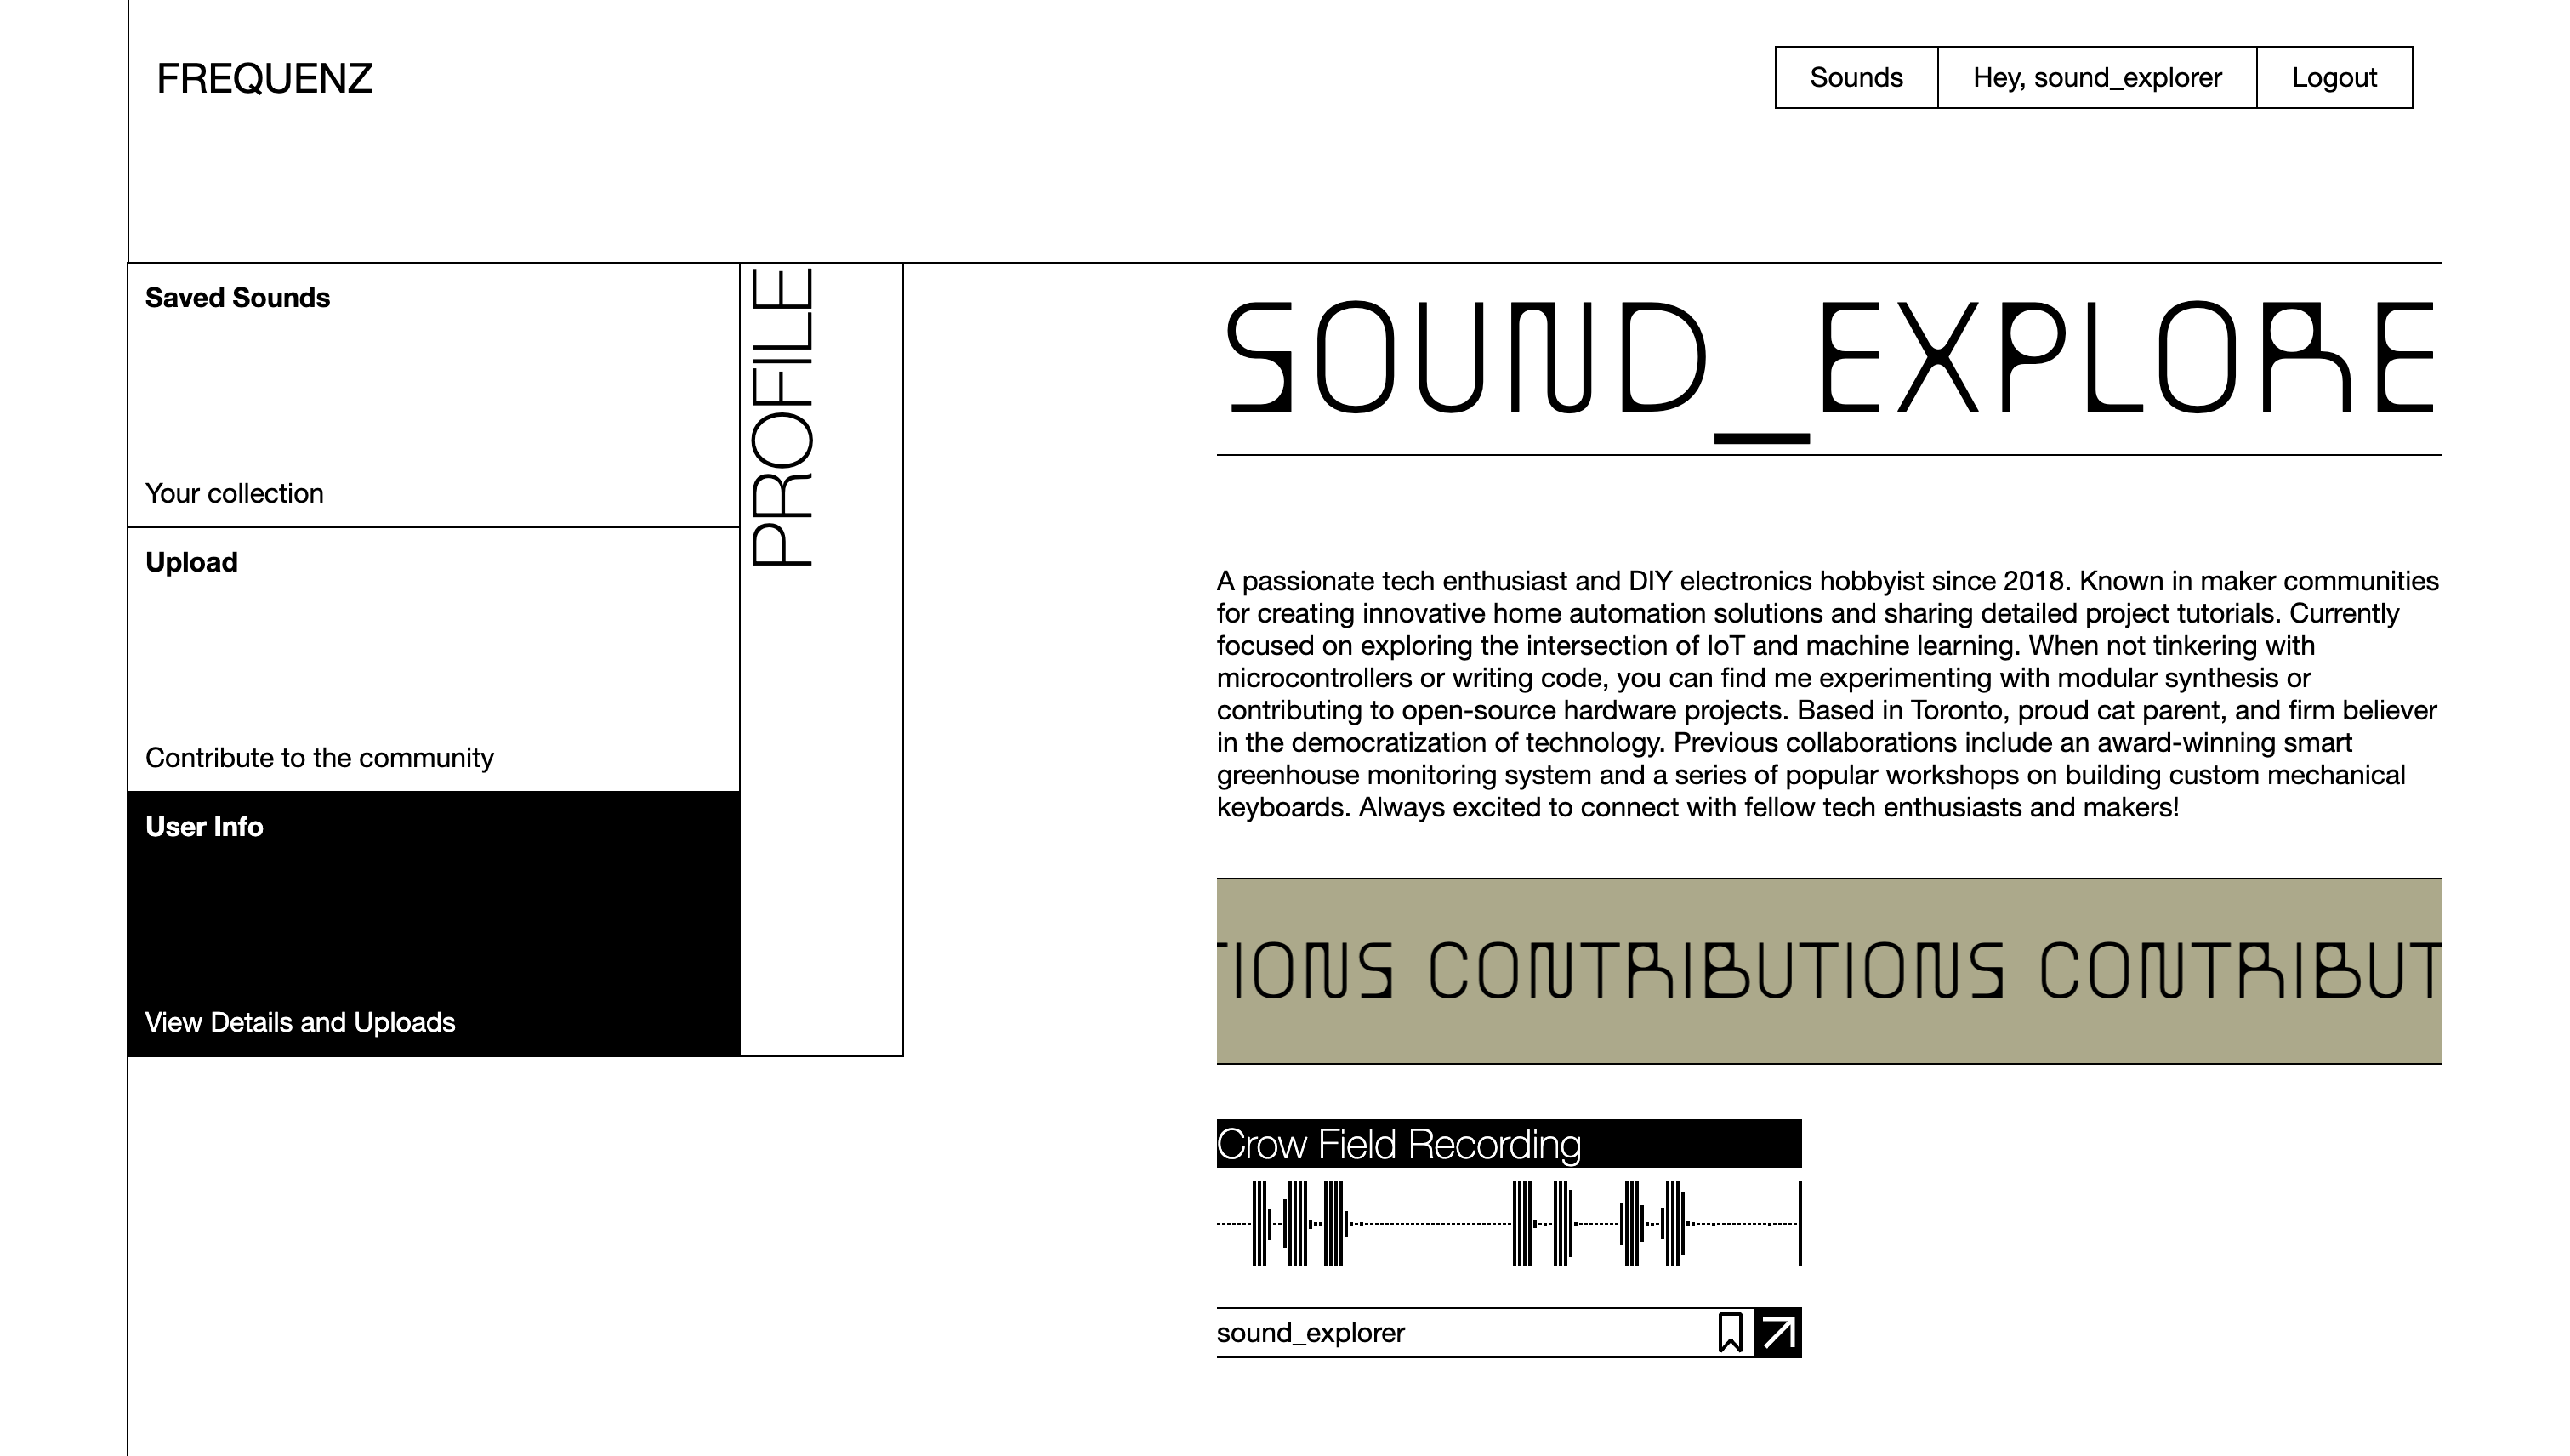 FREQUENZ
Sounds
Hey, sound_explorer
Logout
Saved Sounds
Your collection
Upload
Contribute to the community
User Info
View Details and Uploads
PROFILE
SOUND_EXPLORE
A passionate tech enthusiast and DIY electronics hobbyist since 2018. Known in maker communities
for creating innovative home automation solutions and sharing detailed project tutorials. Currently
focused on exploring the intersection of IoT and machine learning. When not tinkering with
microcontrollers or writing code, you can find me experimenting with modular synthesis or
contributing to open-source hardware projects. Based in Toronto, proud cat parent, and firm believer
in the democratization of technology. Previous collaborations include an award-winning smart
greenhouse monitoring system and a series of popular workshops on building custom mechanical
keyboards. Always excited to connect with fellow tech enthusiasts and makers!
TIONS CONTRIBUTIONS CONTRIBUT
Crow Field Recording
sound_explorer